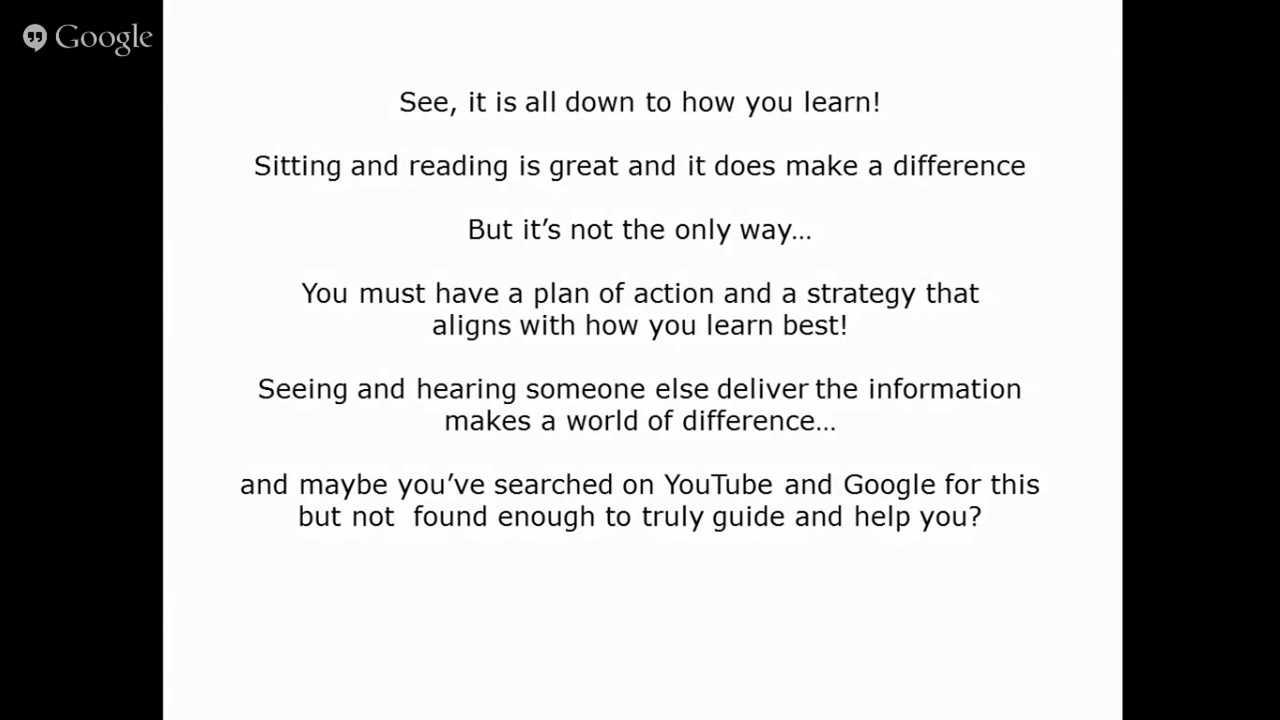 Google
See, it is all down to how you learn!
Sitting and reading is great and it does make a difference
But it’s not the only way…
You must have a plan of action and a strategy that
aligns with how you learn best!
Seeing and hearing someone else deliver the information
makes a world of difference…
and maybe you’ve searched on YouTube and Google for this
but not  found enough to truly guide and help you?